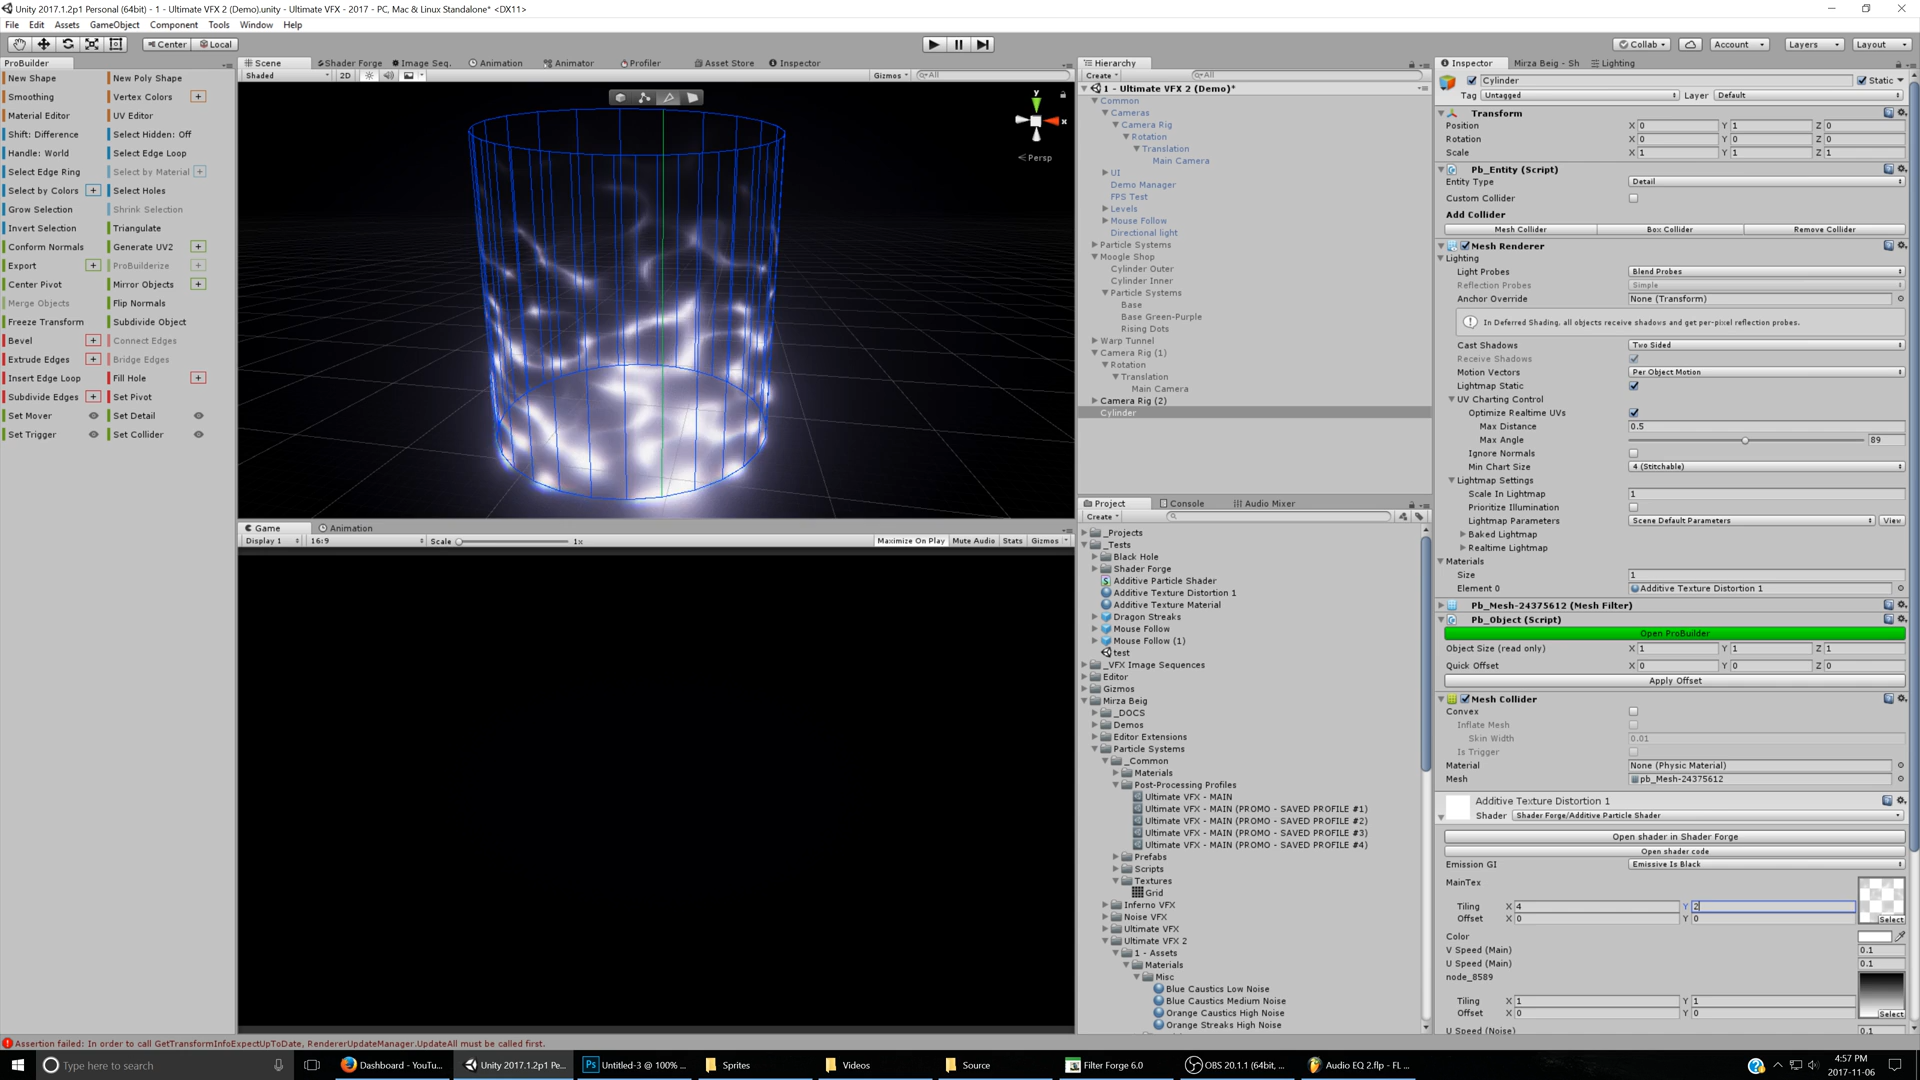 Unity 2017.1.2p1 Personal (64bit) - 1 - Ultimate VFX 2 (Demo).unity - Ultimate VFX - 2017 - PC, Mac & Linux Standalone* <DX11>
File Edit Assets GameObject Component Tools Window Help
Center Local
Collab Account Layers Layout
ProBuilder
New Shape New Poly Shape
Smoothing Vertex Colors +
Material Editor UV Editor
Shift: Difference Select Hidden: Off
Handle: World Select Edge Loop
Select Edge Ring Select by Material +
Select by Colors + Select Holes
Grow Selection Shrink Selection
Invert Selection Triangulate
Conform Normals Generate UV2 +
Export + ProBuilderize +
Center Pivot Mirror Objects +
Merge Objects Flip Normals
Freeze Transform Subdivide Object
Bevel + Connect Edges
Extrude Edges + Bridge Edges
Insert Edge Loop Fill Hole +
Subdivide Edges + Set Pivot
Set Mover Set Detail
Set Trigger Set Collider
Scene Shader Forge Image Seq. Animation Animator Profiler Asset Store Inspector
Shaded 2D Gizmos All
y
x
Persp
Game Animation
Display 1 16:9 Scale 1x Maximize On Play Mute Audio Stats Gizmos
Hierarchy
Create All
1 - Ultimate VFX 2 (Demo)*
Common
Cameras
Camera Rig
Rotation
Translation
Main Camera
UI
Demo Manager
FPS Test
Levels
Mouse Follow
Directional light
Particle Systems
Moogle Shop
Cylinder Outer
Cylinder Inner
Particle Systems
Base
Base Green-Purple
Rising Dots
Warp Tunnel
Camera Rig (1)
Rotation
Translation
Main Camera
Camera Rig (2)
Cylinder
Project Console Audio Mixer
Create
_Projects
_Tests
Black Hole
Shader Forge
Additive Particle Shader
Additive Texture Distortion 1
Additive Texture Material
Dragon Streaks
Mouse Follow
Mouse Follow (1)
test
_VFX Image Sequences
Editor
Gizmos
Mirza Beig
_DOCS
Demos
Editor Extensions
Particle Systems
_Common
Materials
Post-Processing Profiles
Ultimate VFX - MAIN
Ultimate VFX - MAIN (PROMO - SAVED PROFILE #1)
Ultimate VFX - MAIN (PROMO - SAVED PROFILE #2)
Ultimate VFX - MAIN (PROMO - SAVED PROFILE #3)
Ultimate VFX - MAIN (PROMO - SAVED PROFILE #4)
Prefabs
Scripts
Textures
Grid
Inferno VFX
Noise VFX
Ultimate VFX
Ultimate VFX 2
1 - Assets
Materials
Misc
Blue Caustics Low Noise
Blue Caustics Medium Noise
Orange Caustics High Noise
Orange Streaks High Noise
Inspector Mirza Beig - Sh Lighting
Cylinder Static
Tag Untagged Layer Default
Transform
Position X 0 Y 1 Z 0
Rotation X 0 Y 0 Z 0
Scale X 1 Y 1 Z 1
Pb_Entity (Script)
Entity Type Detail
Custom Collider
Add Collider
Mesh Collider Box Collider Remove Collider
Mesh Renderer
Lighting
Light Probes Blend Probes
Reflection Probes Simple
Anchor Override None (Transform)
In Deferred Shading, all objects receive shadows and get per-pixel reflection probes.
Cast Shadows Two Sided
Receive Shadows
Motion Vectors Per Object Motion
Lightmap Static
UV Charting Control
Optimize Realtime UVs
Max Distance 0.5
Max Angle 89
Ignore Normals
Min Chart Size 4 (Stitchable)
Lightmap Settings
Scale In Lightmap 1
Prioritize Illumination
Lightmap Parameters Scene Default Parameters View
Baked Lightmap
Realtime Lightmap
Materials
Size 1
Element 0 Additive Texture Distortion 1
Pb_Mesh-24375612 (Mesh Filter)
Pb_Object (Script)
Open ProBuilder
Object Size (read only) X 1 Y 1 Z 1
Quick Offset X 0 Y 0 Z 0
Apply Offset
Mesh Collider
Convex
Inflate Mesh
Skin Width 0.01
Is Trigger
Material None (Physic Material)
Mesh pb_Mesh-24375612
Additive Texture Distortion 1
Shader Shader Forge/Additive Particle Shader
Open shader in Shader Forge
Open shader code
Emission GI Emissive Is Black
MainTex
Tiling X 4 Y 2
Offset X 0 Y 0 Select
Color
V Speed (Main) 0.1
U Speed (Main) 0.1
node_8589
Tiling X 1 Y 1
Offset X 0 Y 0 Select
U Speed (Noise) 0.1
Assertion failed: In order to call GetTransformInfoExpectUpToDate, RendererUpdateManager.UpdateAll must be called first.
Type here to search Dashboard - YouTu... Unity 2017.1.2p1 Pe... Ps Untitled-3 @ 100% ... Sprites Videos Source Filter Forge 6.0 OBS 20.1.1 (64bit, ... Audio EQ 2.flp - FL ...
4:57 PM
2017-11-06